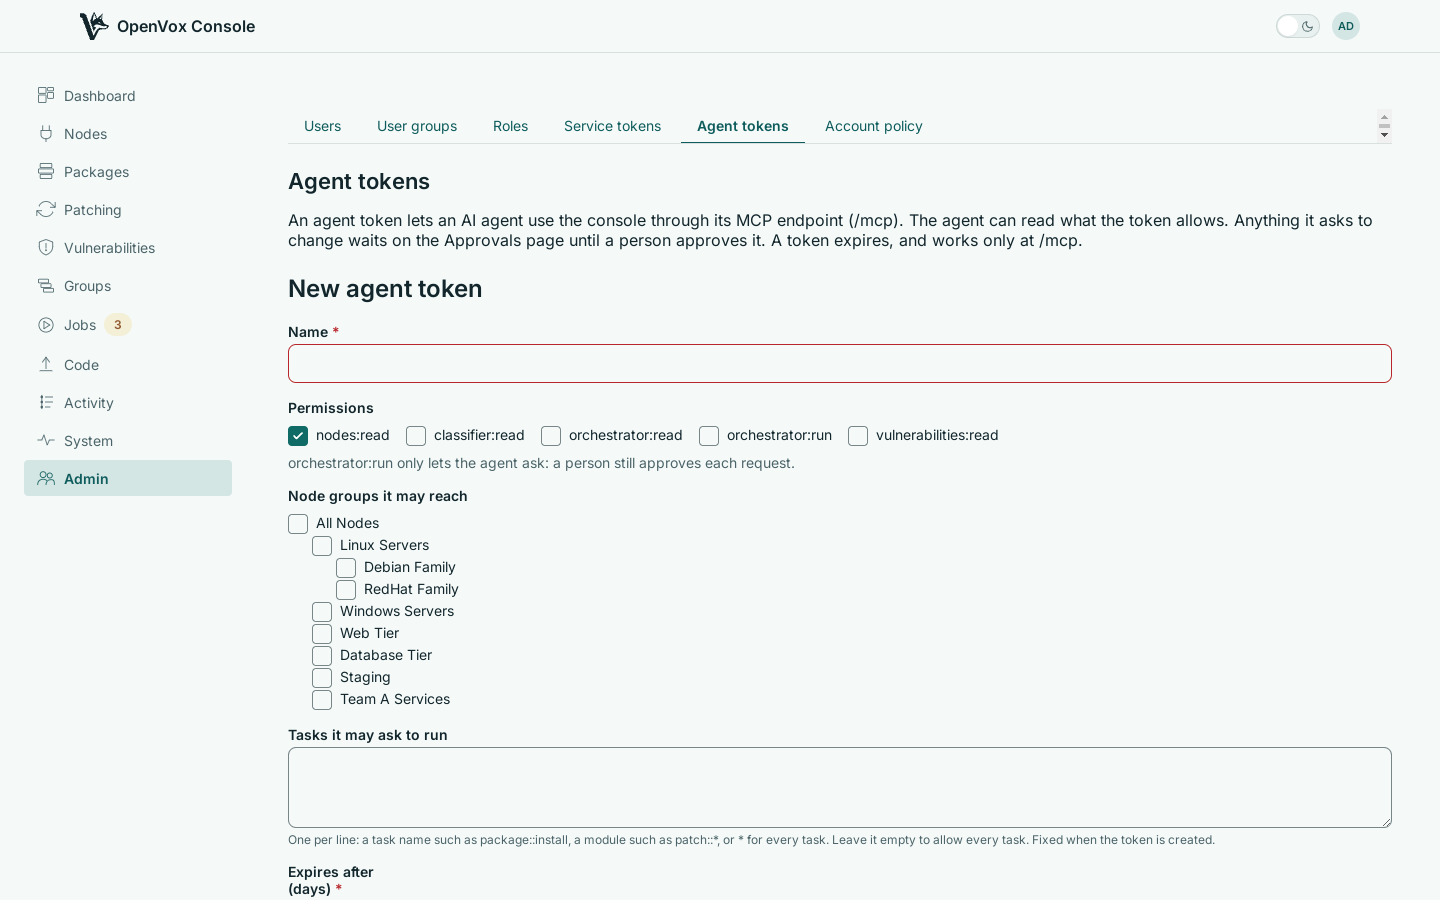 OpenVox Console
AD
Dashboard
Nodes
Packages
Patching
Vulnerabilities
Groups
Jobs 3
Code
Activity
System
Admin
Users User groups Roles Service tokens Agent tokens Account policy
Agent tokens
An agent token lets an AI agent use the console through its MCP endpoint (/mcp). The agent can read what the token allows. Anything it asks to
change waits on the Approvals page until a person approves it. A token expires, and works only at /mcp.
New agent token
Name *
Permissions
nodes:read classifier:read orchestrator:read orchestrator:run vulnerabilities:read
orchestrator:run only lets the agent ask: a person still approves each request.
Node groups it may reach
All Nodes
Linux Servers
Debian Family
RedHat Family
Windows Servers
Web Tier
Database Tier
Staging
Team A Services
Tasks it may ask to run
One per line: a task name such as package::install, a module such as patch::*, or * for every task. Leave it empty to allow every task. Fixed when the token is created.
Expires after
(days) *